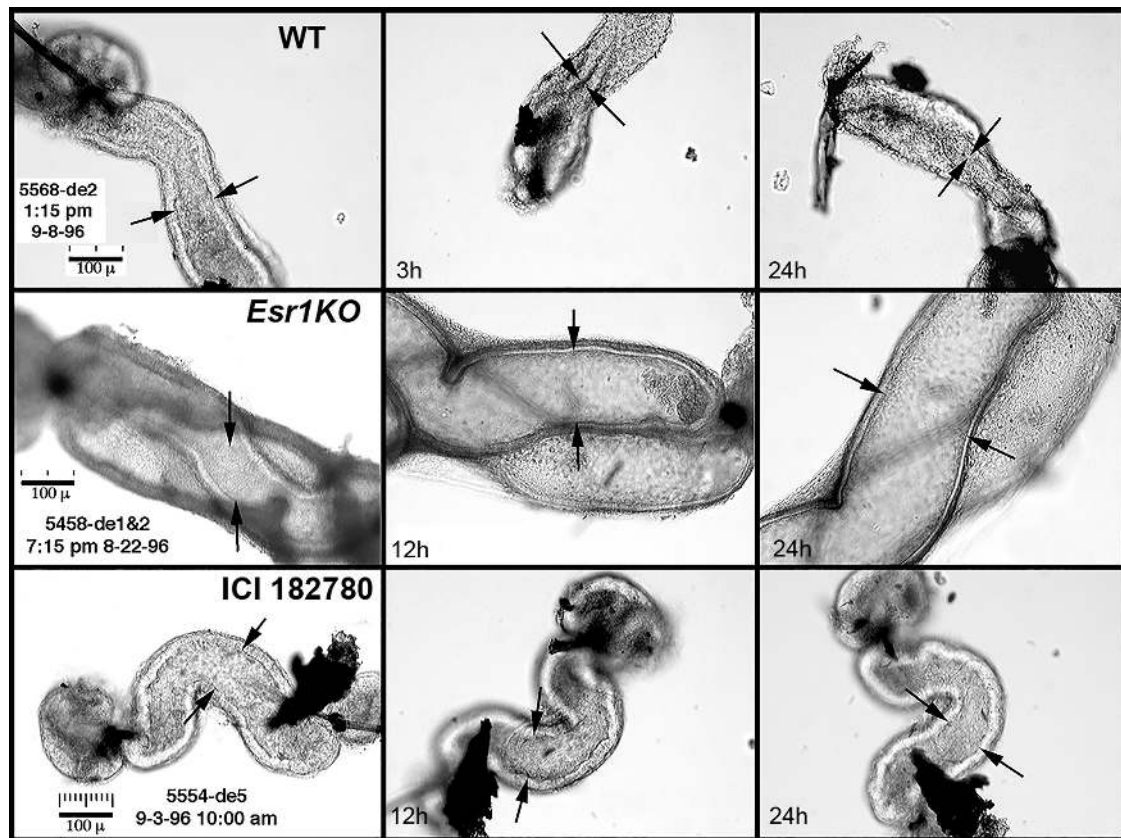 WT
5568-de2
1:15 pm
9-8-96
100 µ
3h
24h
Esr1KO
100 µ
5458-de1&2
7:15 pm 8-22-96
12h
24h
ICI 182780
5554-de5
9-3-96 10:00 am
100 µ
12h
24h